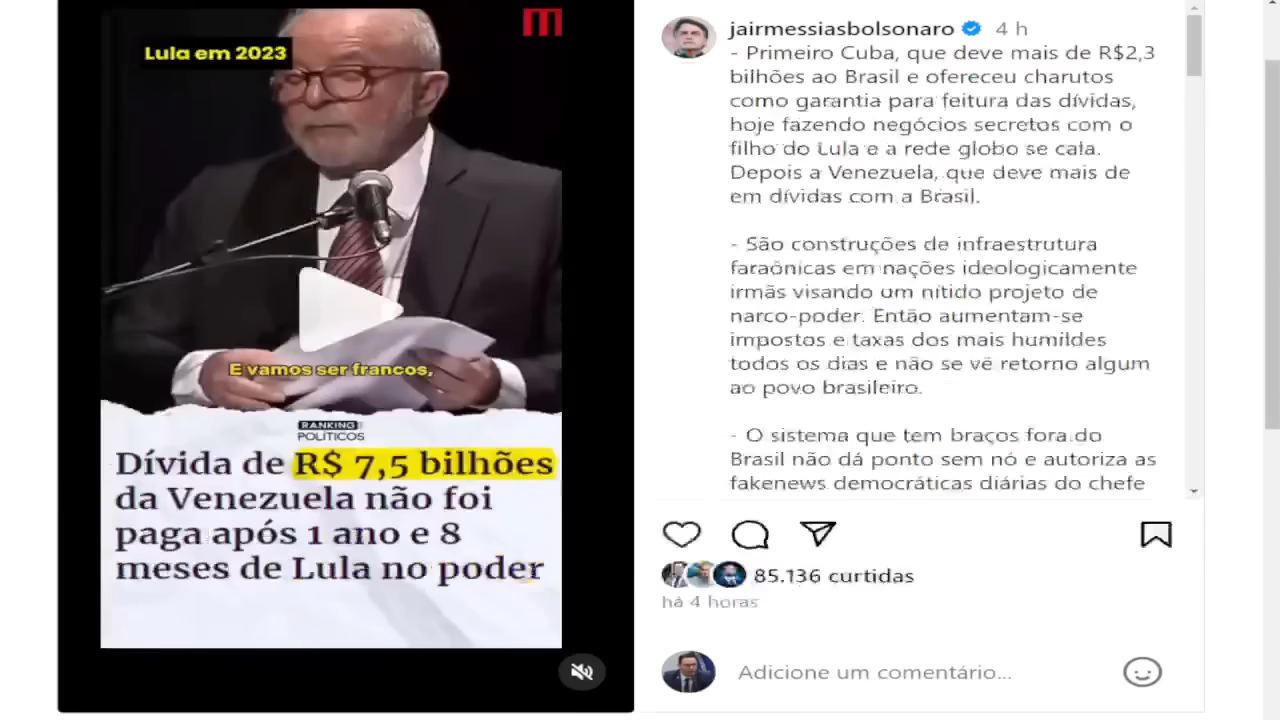 Lula em 2023
E vamos ser francos,
RANKING
POLÍTICOS
Dívida de R$ 7,5 bilhões
da Venezuela não foi
paga após 1 ano e 8
meses de Lula no poder
jairmessiasbolsonaro 4 h
- Primeiro Cuba, que deve mais de R$2,3
bilhões ao Brasil e ofereceu charutos
como garantia para feitura das dívidas,
hoje fazendo negócios secretos com o
filho do Lula e a rede globo se cala.
Depois a Venezuela, que deve mais de
em dívidas com a Brasil.
- São construções de infraestrutura
faraônicas em nações ideologicamente
irmãs visando um nítido projeto de
narco-poder. Então aumentam-se
impostos e taxas dos mais humildes
todos os dias e não se vê retorno algum
ao povo brasileiro.
- O sistema que tem braços fora do
Brasil não dá ponto sem nó e autoriza as
fakenews democráticas diárias do chefe
85.136 curtidas
há 4 horas
Adicione um comentário...